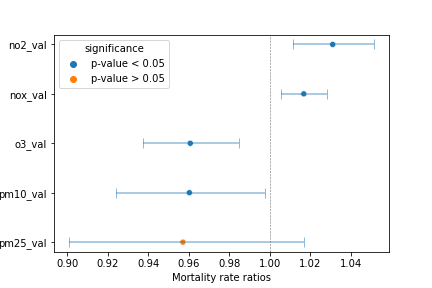 significance
p-value < 0.05
p-value > 0.05
no2_val
nox_val
o3_val
pm10_val
pm25_val
0.90 0.92 0.94 0.96 0.98 1.00 1.02 1.04
Mortality rate ratios